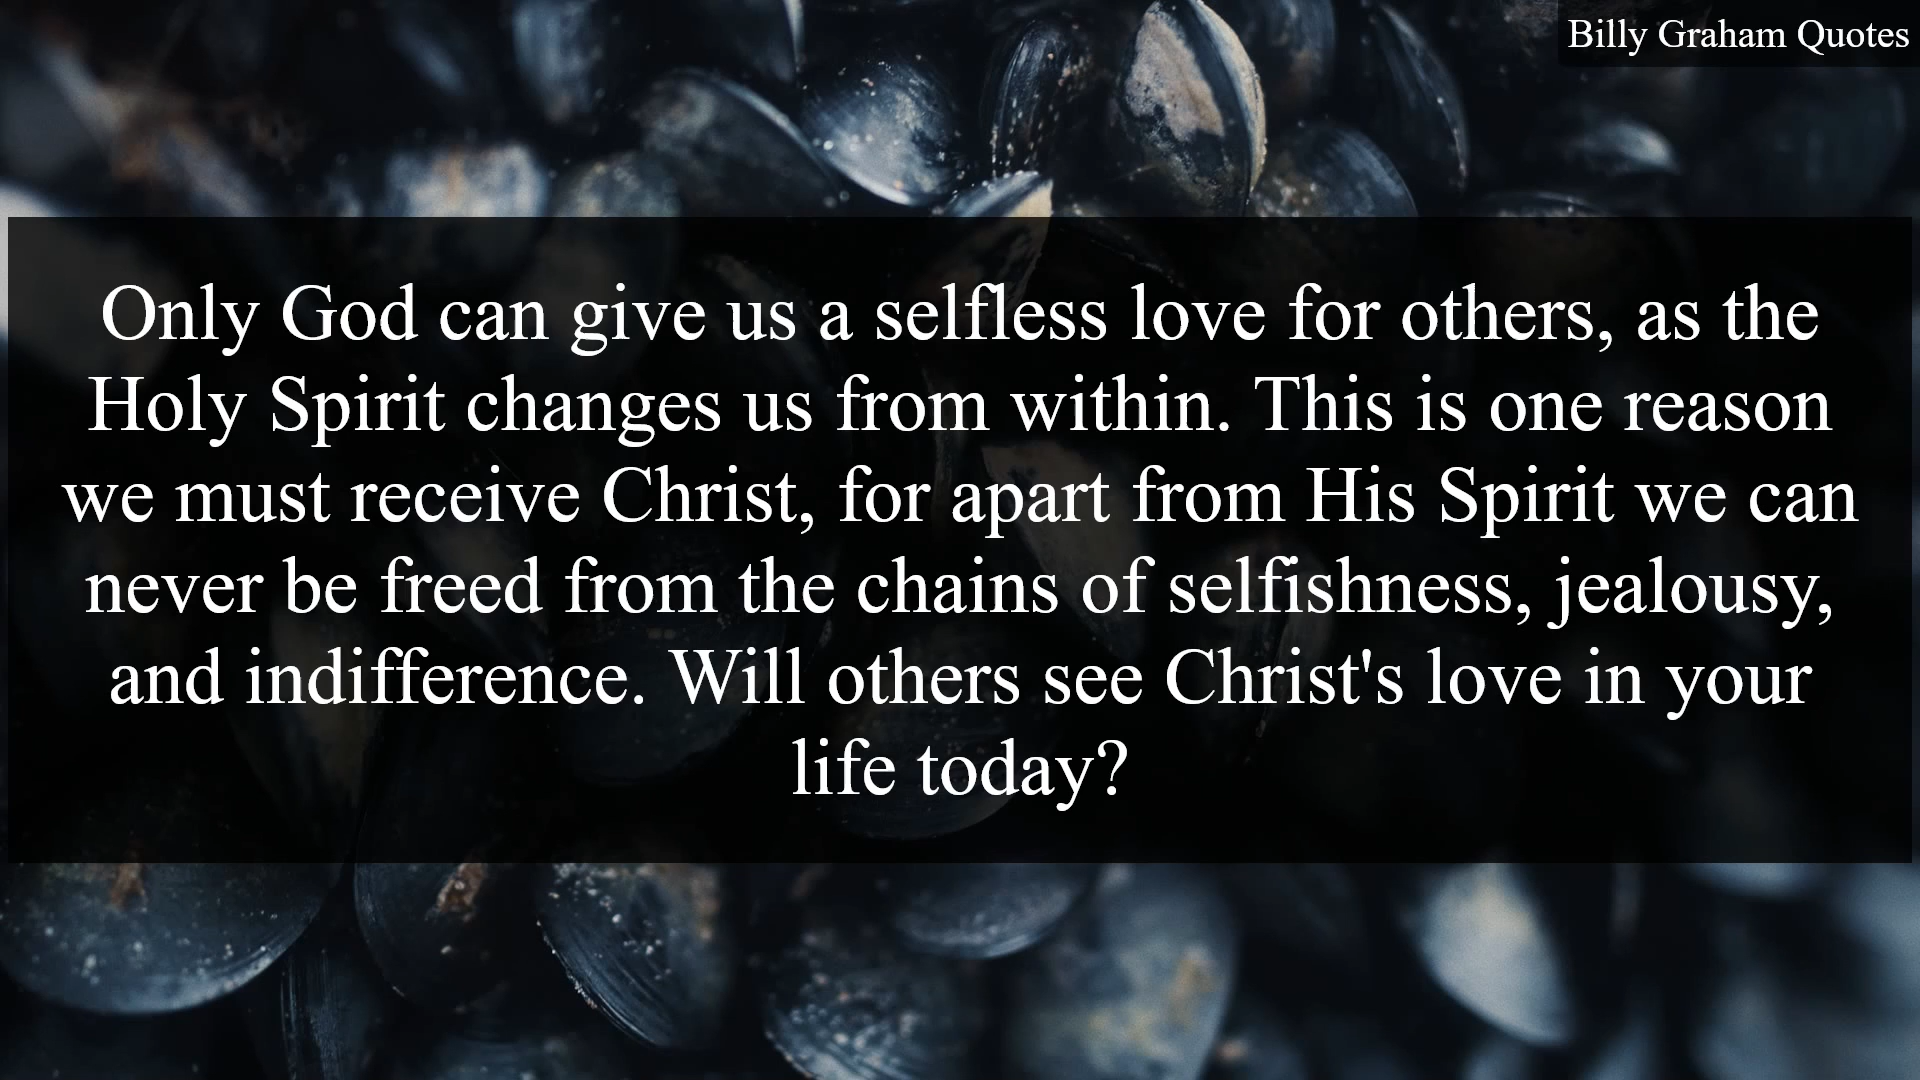 Billy Graham Quotes
Only God can give us a selfless love for others, as the
Holy Spirit changes us from within. This is one reason
we must receive Christ, for apart from His Spirit we can
never be freed from the chains of selfishness, jealousy,
and indifference. Will others see Christ's love in your
life today?